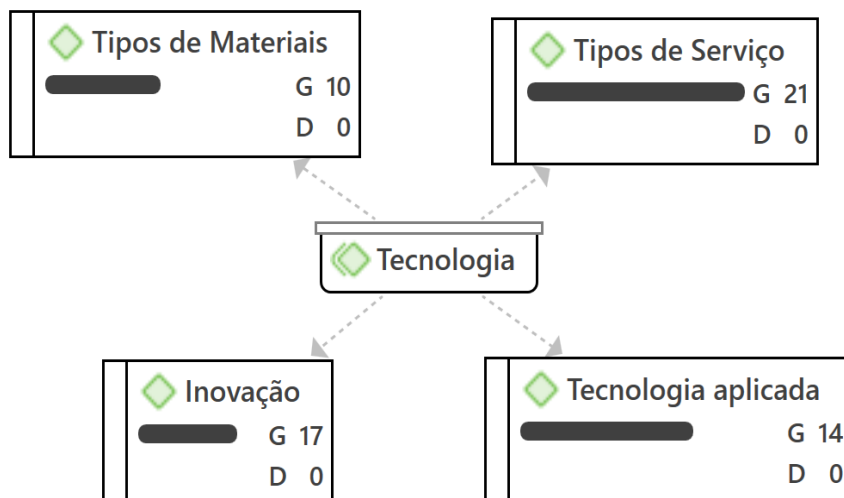 Tipos de Materiais
G 10
D 0
Tipos de Serviço
G 21
D 0
Tecnologia
Inovação
G 17
D 0
Tecnologia aplicada
G 14
D 0